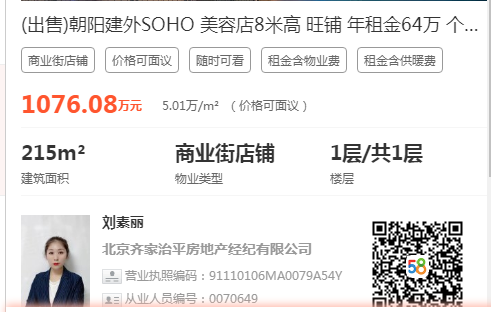 (出售)朝阳建外SOHO 美容店8米高 旺铺 年租金64万 个...
商业街店铺 价格可面议 随时可看 租金含物业费 租金含供暖费
1076.08万元 5.01万/m² （价格可面议）
215m² 商业街店铺 1层/共1层
建筑面积 物业类型 楼层
刘素丽
北京齐家治平房地产经纪有限公司
营业执照编码：91110106MA0079A54Y
从业人员编号：0070649
58